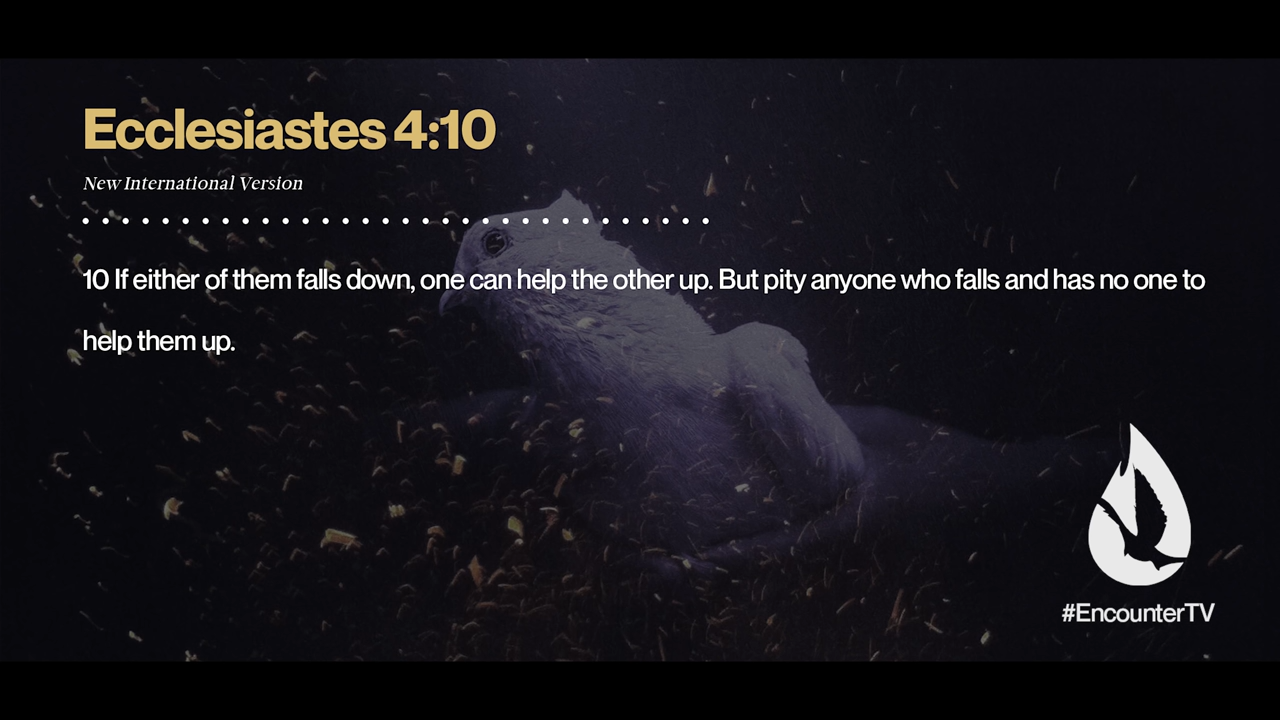 Ecclesiastes 4:10
New International Version
10 If either of them falls down, one can help the other up. But pity anyone who falls and has no one to
help them up.
#EncounterTV